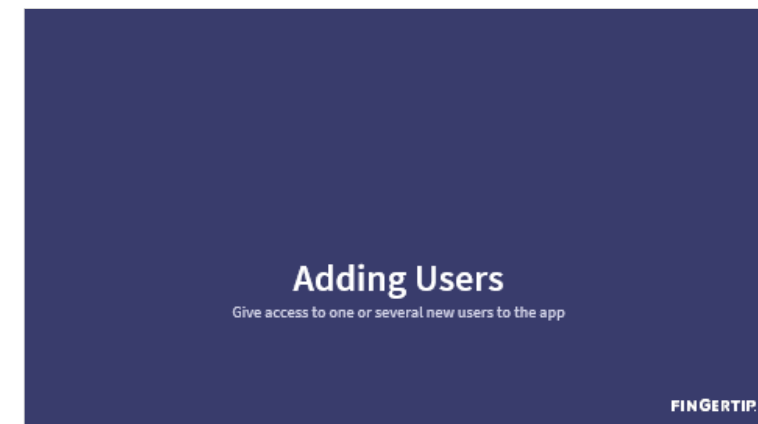 Adding Users
Give access to one or several new users to the app
FINGERTIP.